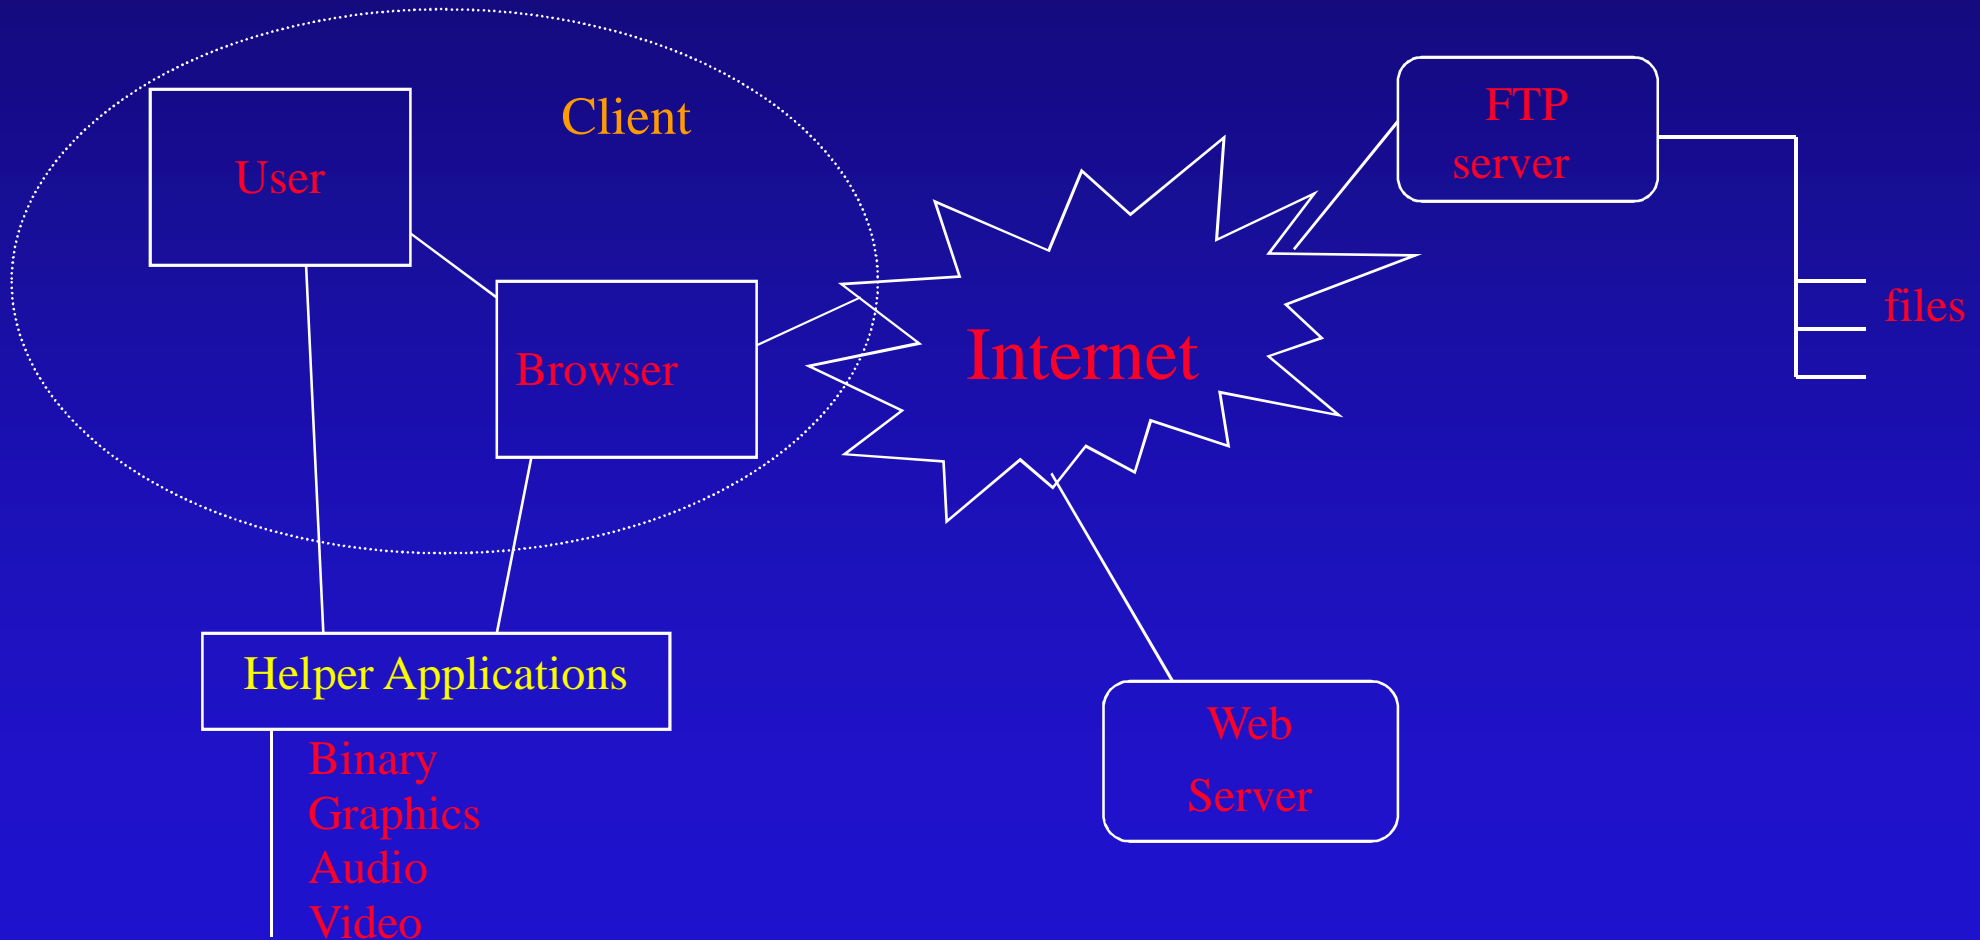 Client
User
Browser
Internet
FTP
server
files
Helper Applications
Binary
Graphics
Audio
Video
Web
Server